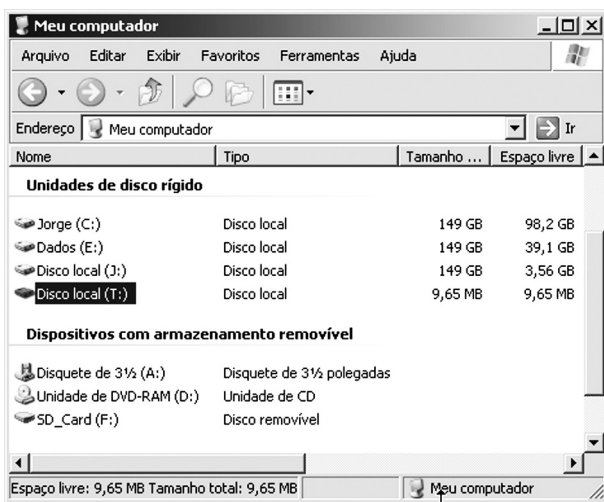 Meu computador
Arquivo Editar Exibir Favoritos Ferramentas Ajuda
Endereço Meu computador Ir
Nome Tipo Tamanho ... Espaço livre
Unidades de disco rígido
Jorge (C:) Disco local 149 GB 98,2 GB
Dados (E:) Disco local 149 GB 39,1 GB
Disco local (J:) Disco local 149 GB 3,56 GB
Disco local (T:) Disco local 9,65 MB 9,65 MB
Dispositivos com armazenamento removível
Disquete de 3½ (A:) Disquete de 3½ polegadas
Unidade de DVD-RAM (D:) Unidade de CD
SD_Card (F:) Disco removível
Espaço livre: 9,65 MB Tamanho total: 9,65 MB Meu computador